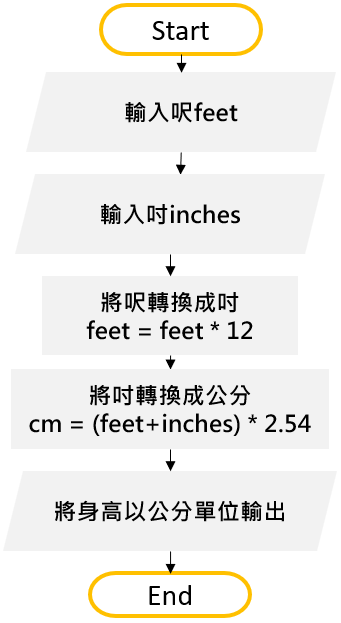 Start
輸入呎feet
輸入吋inches
將呎轉換成吋
feet = feet * 12
將吋轉換成公分
cm = (feet+inches) * 2.54
將身高以公分單位輸出
End